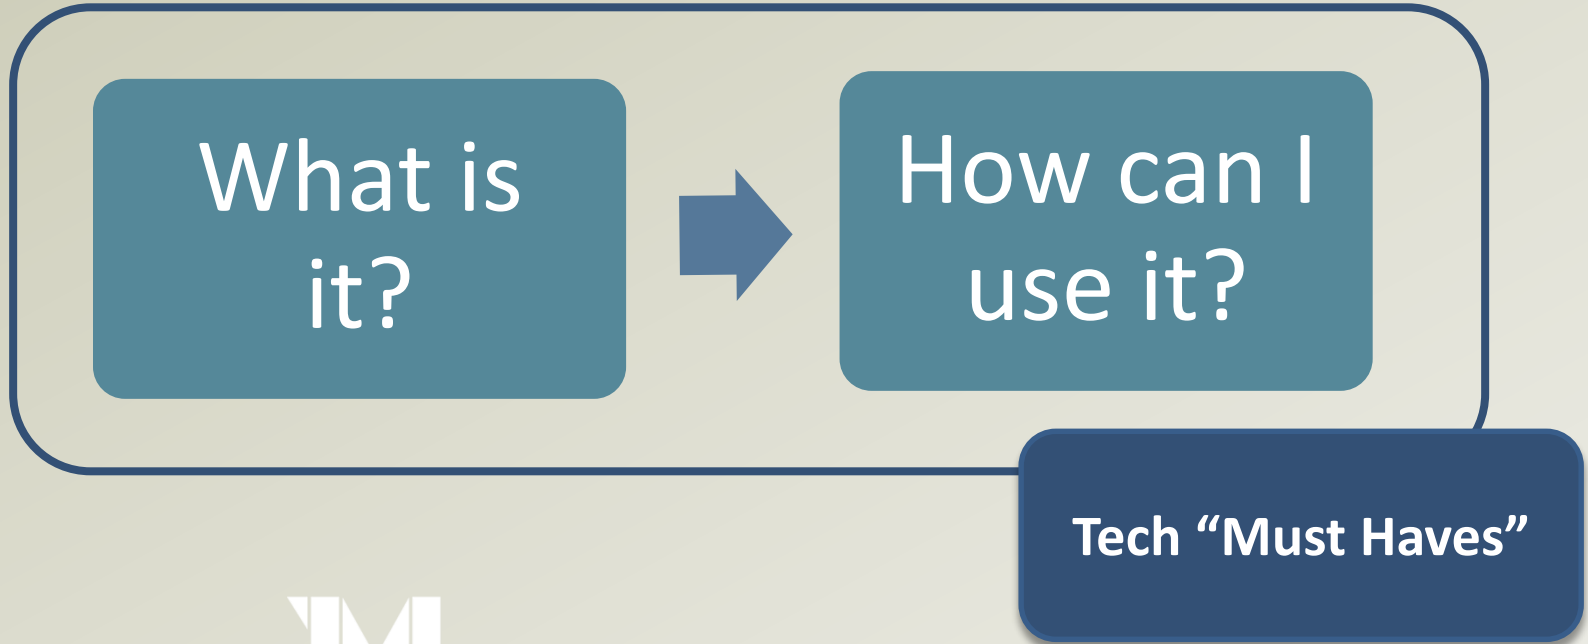 What is
it?
How can I
use it?
Tech “Must Haves”